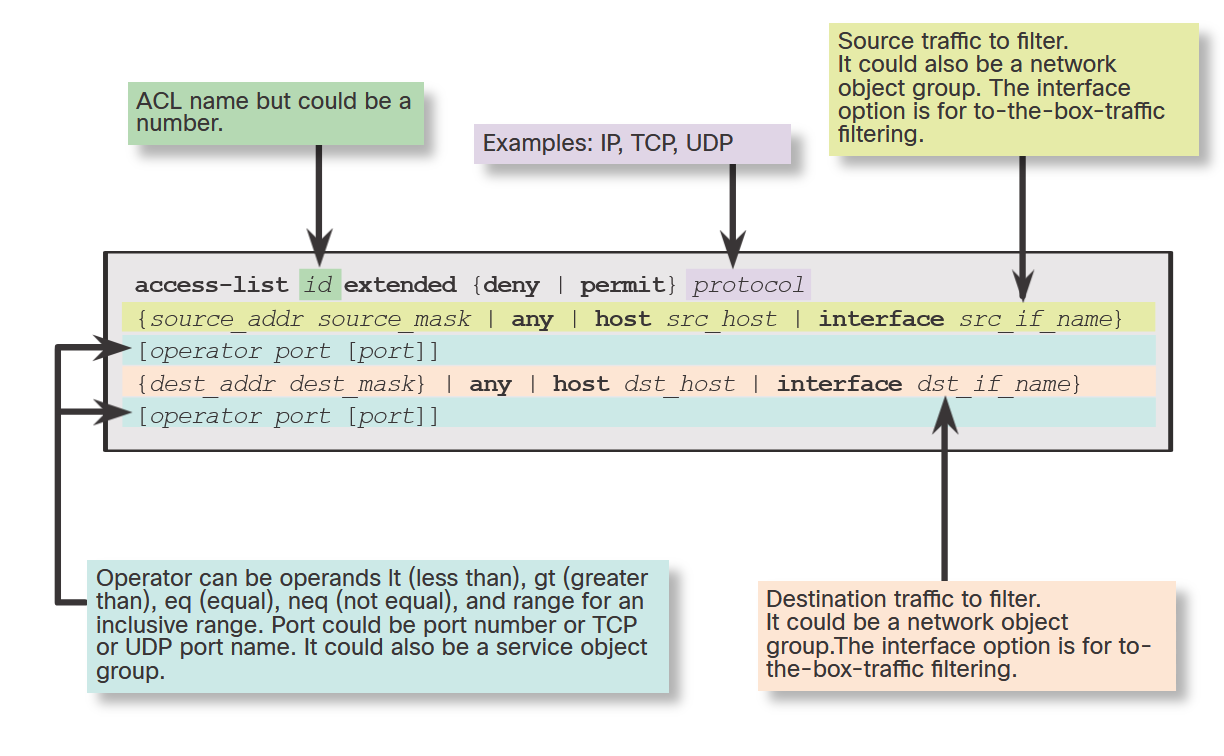 Source traffic to filter.
It could also be a network
object group. The interface
option is for to-the-box-traffic
filtering.
ACL name but could be a
number.
Examples: IP, TCP, UDP
access-list id extended {deny | permit} protocol
{source_addr source_mask | any | host src_host | interface src_if_name}
[operator port [port]]
{dest_addr dest_mask} | any | host dst_host | interface dst_if_name}
[operator port [port]]
Operator can be operands lt (less than), gt (greater
than), eq (equal), neq (not equal), and range for an
inclusive range. Port could be port number or TCP
or UDP port name. It could also be a service object
group.
Destination traffic to filter.
It could be a network object
group.The interface option is for to-
the-box-traffic filtering.